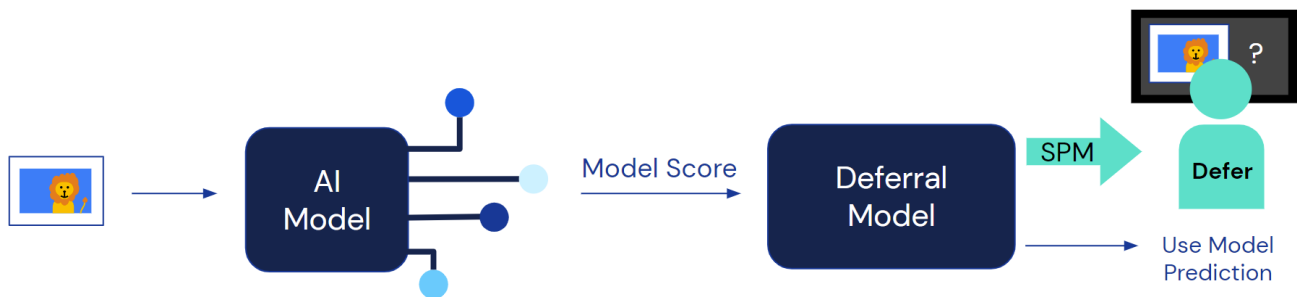 AI
Model
Model Score
Deferral
Model
SPM
?
Defer
Use Model
Prediction